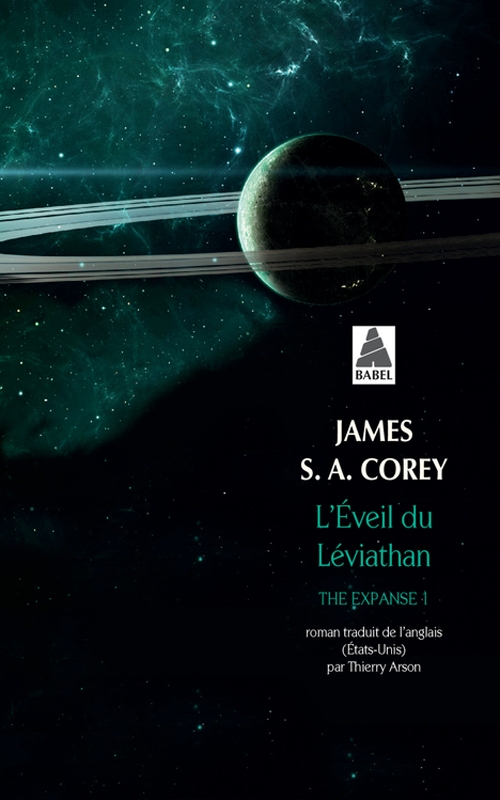 BABEL
JAMES
S. A. COREY
L'Éveil du
Léviathan
THE EXPANSE 1
roman traduit de l'anglais
(États-Unis)
par Thierry Arson